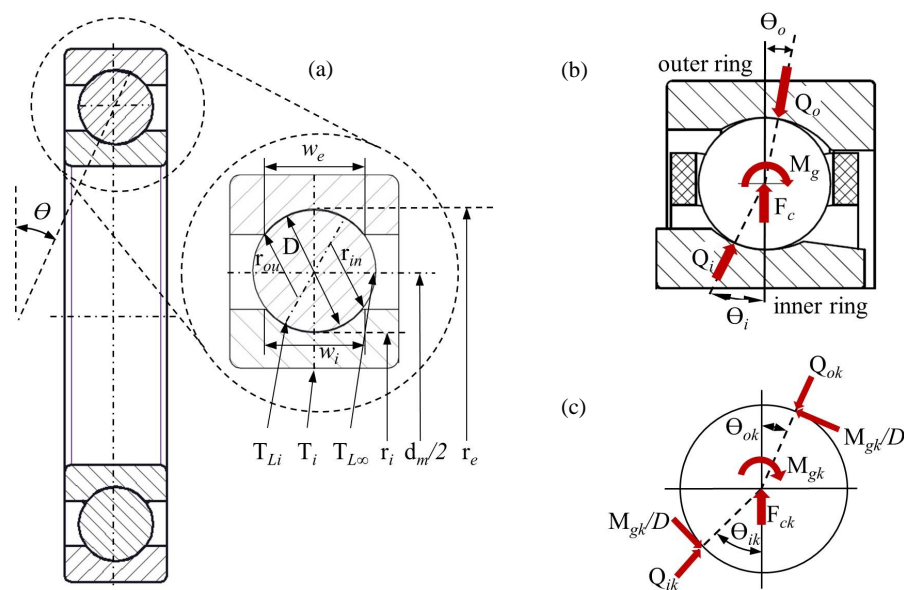 (a)
ϴ
w_e
D
r_ou
r_in
w_i
T_Li T_i T_L∞ r_i d_m/2 r_e
(b)
ϴ_o
outer ring
Q_o
M_g
F_c
Q_i
ϴ_i
inner ring
(c)
Q_ok
ϴ_ok
M_gk/D
M_gk
M_gk/D
F_ck
ϴ_ik
Q_ik